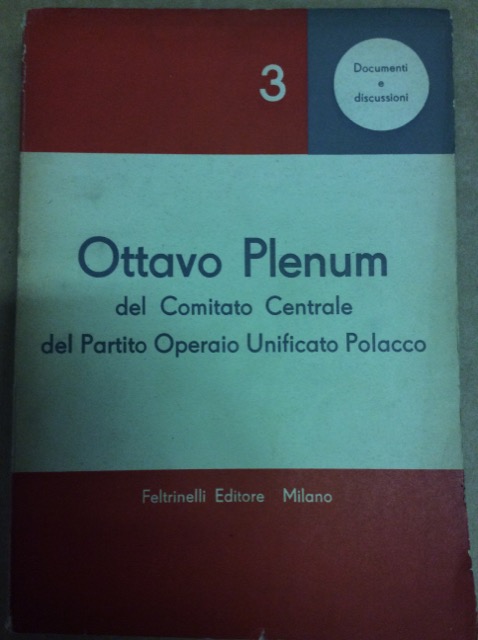 3
Documenti
e
discussioni
Ottavo Plenum
del Comitato Centrale
del Partito Operaio Unificato Polacco
Feltrinelli Editore Milano